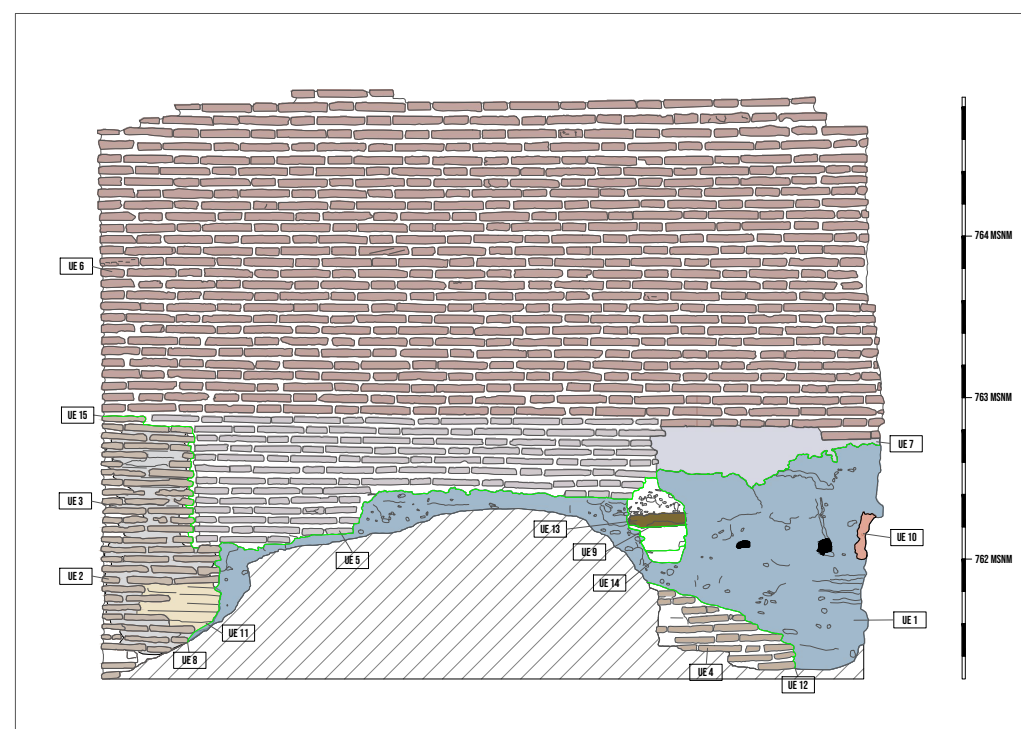 764 MSNM
UE 6
763 MSNM
UE 15
UE 7
UE 3
UE 13
UE 10
UE 9
UE 5
762 MSNM
UE 2
UE 14
UE 1
UE 11
UE 8
UE 4
UE 12